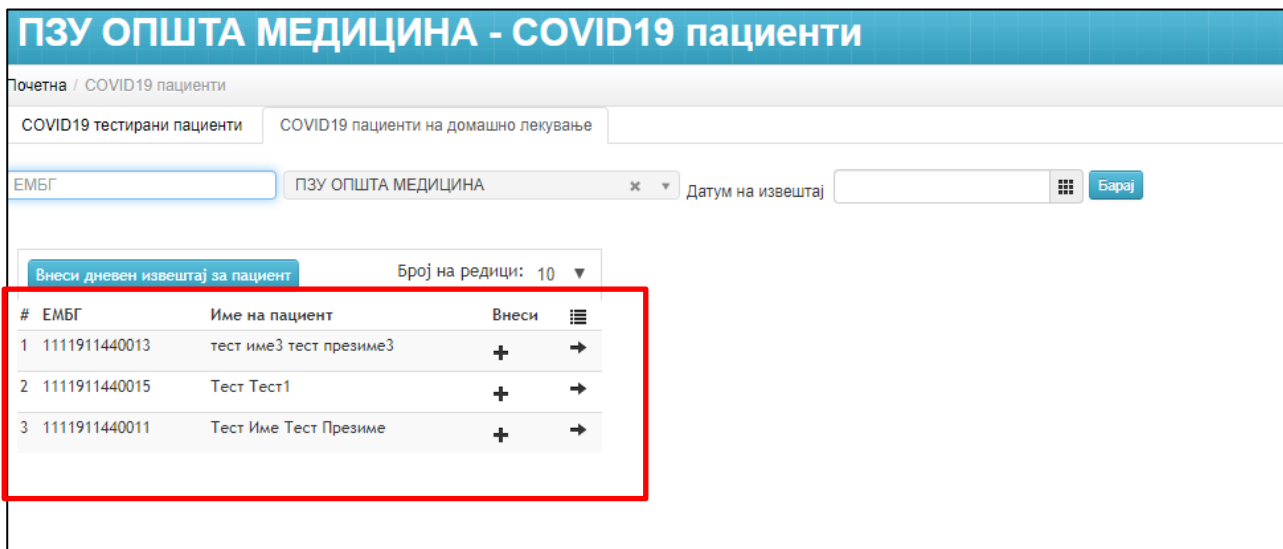 ПЗУ ОПШТА МЕДИЦИНА - COVID19 пациенти
Почетна / COVID19 пациенти
COVID19 тестирани пациенти COVID19 пациенти на домашно лекување
ЕМБГ ПЗУ ОПШТА МЕДИЦИНА Датум на извештај Барај
Внеси дневен извештај за пациент Број на редици: 10
# ЕМБГ Име на пациент Внеси
1 1111911440013 тест име3 тест презиме3
2 1111911440015 Тест Тест1
3 1111911440011 Тест Име Тест Презиме